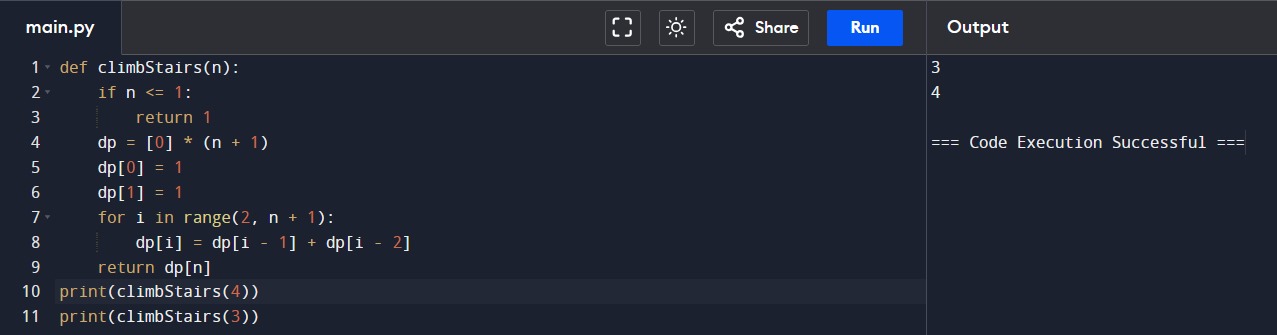 main.py
Share
Run
Output
1 def climbStairs(n):
2     if n <= 1:
3         return 1
4     dp = [0] * (n + 1)
5     dp[0] = 1
6     dp[1] = 1
7     for i in range(2, n + 1):
8         dp[i] = dp[i - 1] + dp[i - 2]
9     return dp[n]
10 print(climbStairs(4))
11 print(climbStairs(3))
3
4
=== Code Execution Successful ===